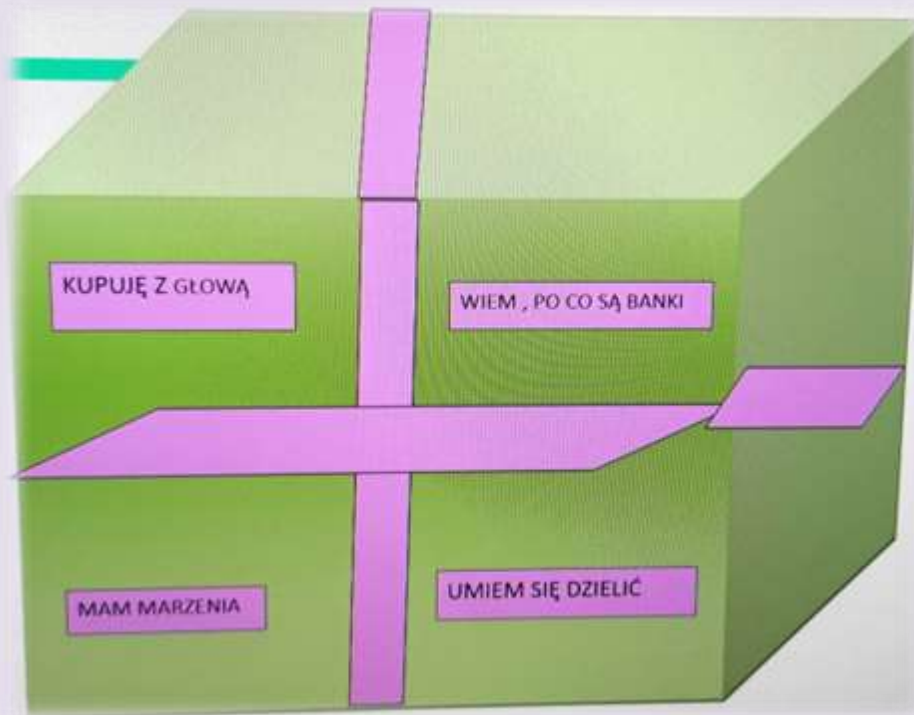 KUPUJĘ Z GŁOWĄ
WIEM , PO CO SĄ BANKI
MAM MARZENIA
UMIEM SIĘ DZIELIĆ